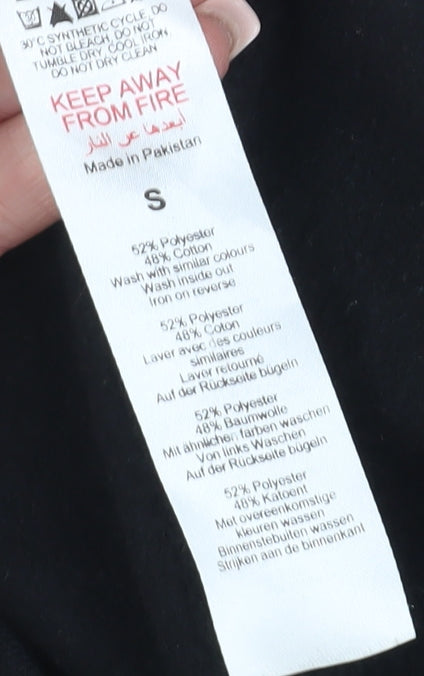 30°C SYNTHETIC CYCLE, DO
NOT BLEACH, DO NOT
TUMBLE DRY, COOL IRON,
DO NOT DRY CLEAN
KEEP AWAY
FROM FIRE
أبعدها عن النار
Made in Pakistan
S
52% Polyester
48% Cotton
Wash with similar colours
Wash inside out
Iron on reverse
52% Polyester
48% Coton
Laver avec des couleurs
similaires
Laver retourné
Auf der Rückseite bügeln
52% Polyester
48% Baumwolle
Mit ähnlichen farben waschen
Von links Waschen
Auf der Rückseite bügeln
52% Polyester
48% Katoent
Met overeenkomstige
kleuren wassen
Binnenstebuiten wassen
Strijken aan de binnenkant